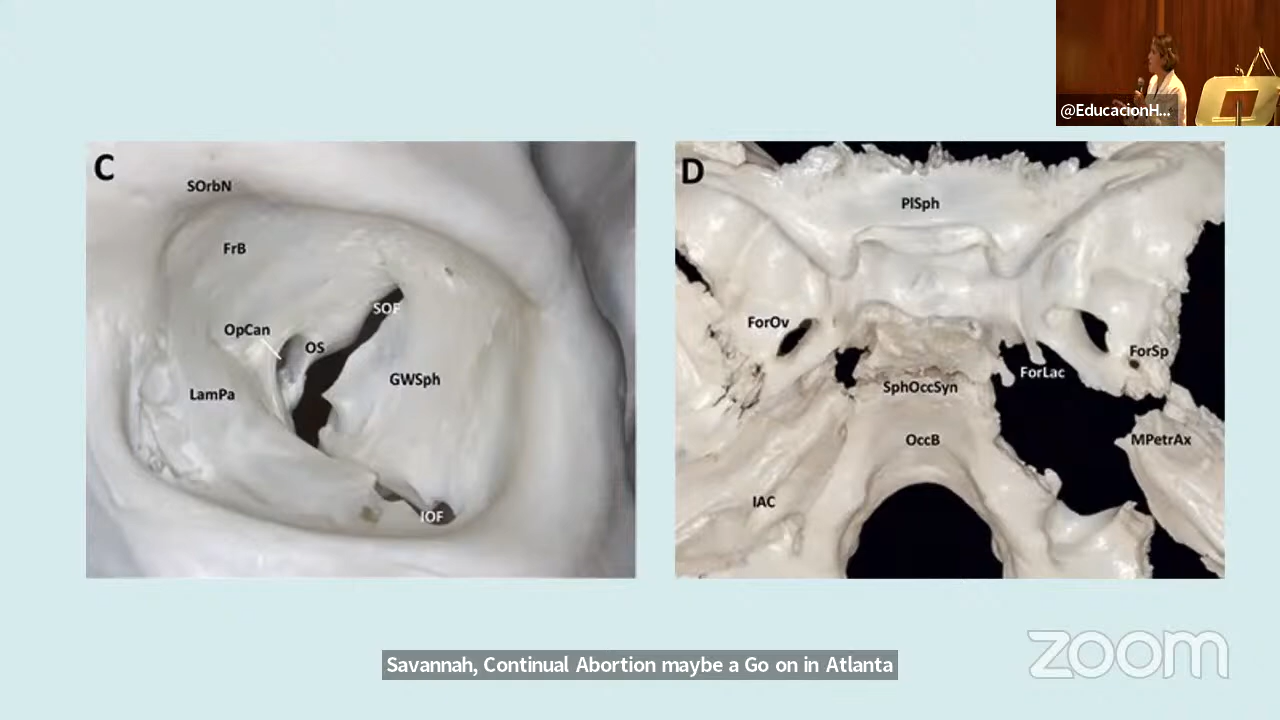 @EducacionH...
C
SOrbN
FrB
SOF
OpCan
OS
GWSph
LamPa
IOF
D
PlSph
ForOv
ForSp
ForLac
SphOccSyn
OccB
MPetrAx
IAC
Savannah, Continual Abortion maybe a Go on in Atlanta
zoom